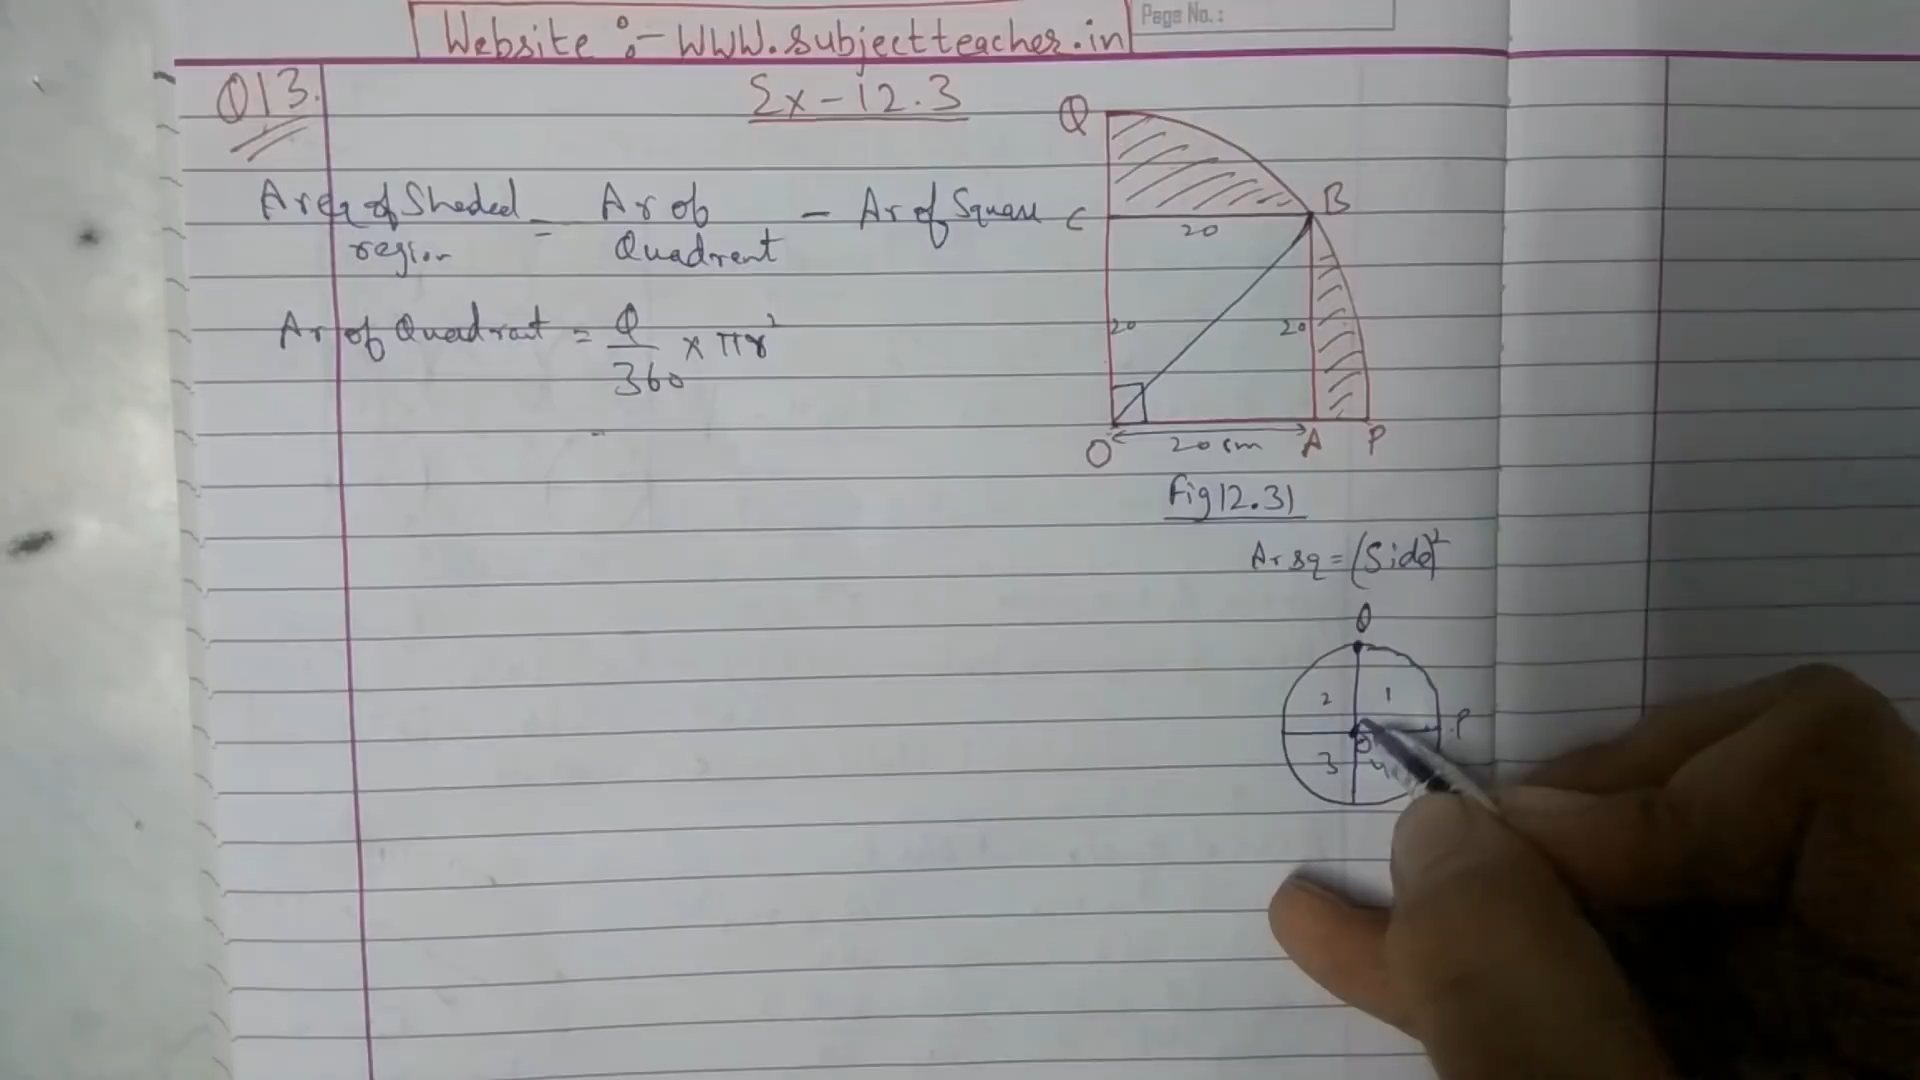 Page No.:
Website :- WWW.subjectteacher.in
Q13.
Ex-12.3
Area of Shaded region = Ar of Quadrent - Ar of Square
Ar of Quadrant = Q/360 × πr²
Q
B
C
20
20
20
O
20 cm
A
P
Fig 12.31
Ar sq = (Side)²
Q
2
1
P
O
3
4